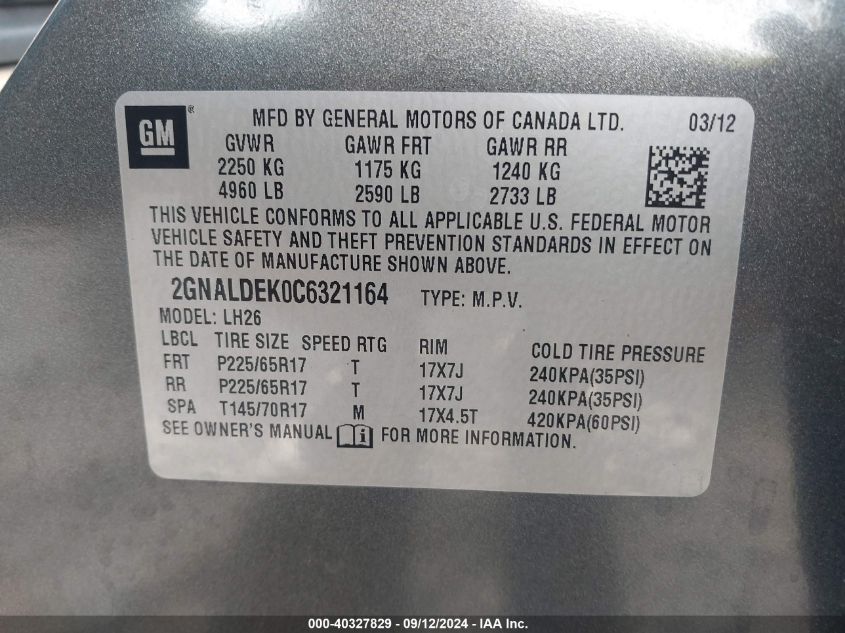 GM ® MFD BY GENERAL MOTORS OF CANADA LTD. 03/12
GVWR GAWR FRT GAWR RR
2250 KG 1175 KG 1240 KG
4960 LB 2590 LB 2733 LB
THIS VEHICLE CONFORMS TO ALL APPLICABLE U.S. FEDERAL MOTOR
VEHICLE SAFETY AND THEFT PREVENTION STANDARDS IN EFFECT ON
THE DATE OF MANUFACTURE SHOWN ABOVE.
2GNALDEK0C6321164 TYPE: M.P.V.
MODEL: LH26
LBCL TIRE SIZE SPEED RTG RIM COLD TIRE PRESSURE
FRT P225/65R17 T 17X7J 240KPA(35PSI)
RR P225/65R17 T 17X7J 240KPA(35PSI)
SPA T145/70R17 M 17X4.5T 420KPA(60PSI)
SEE OWNER'S MANUAL i FOR MORE INFORMATION.
000-40327829 - 09/12/2024 - IAA Inc.